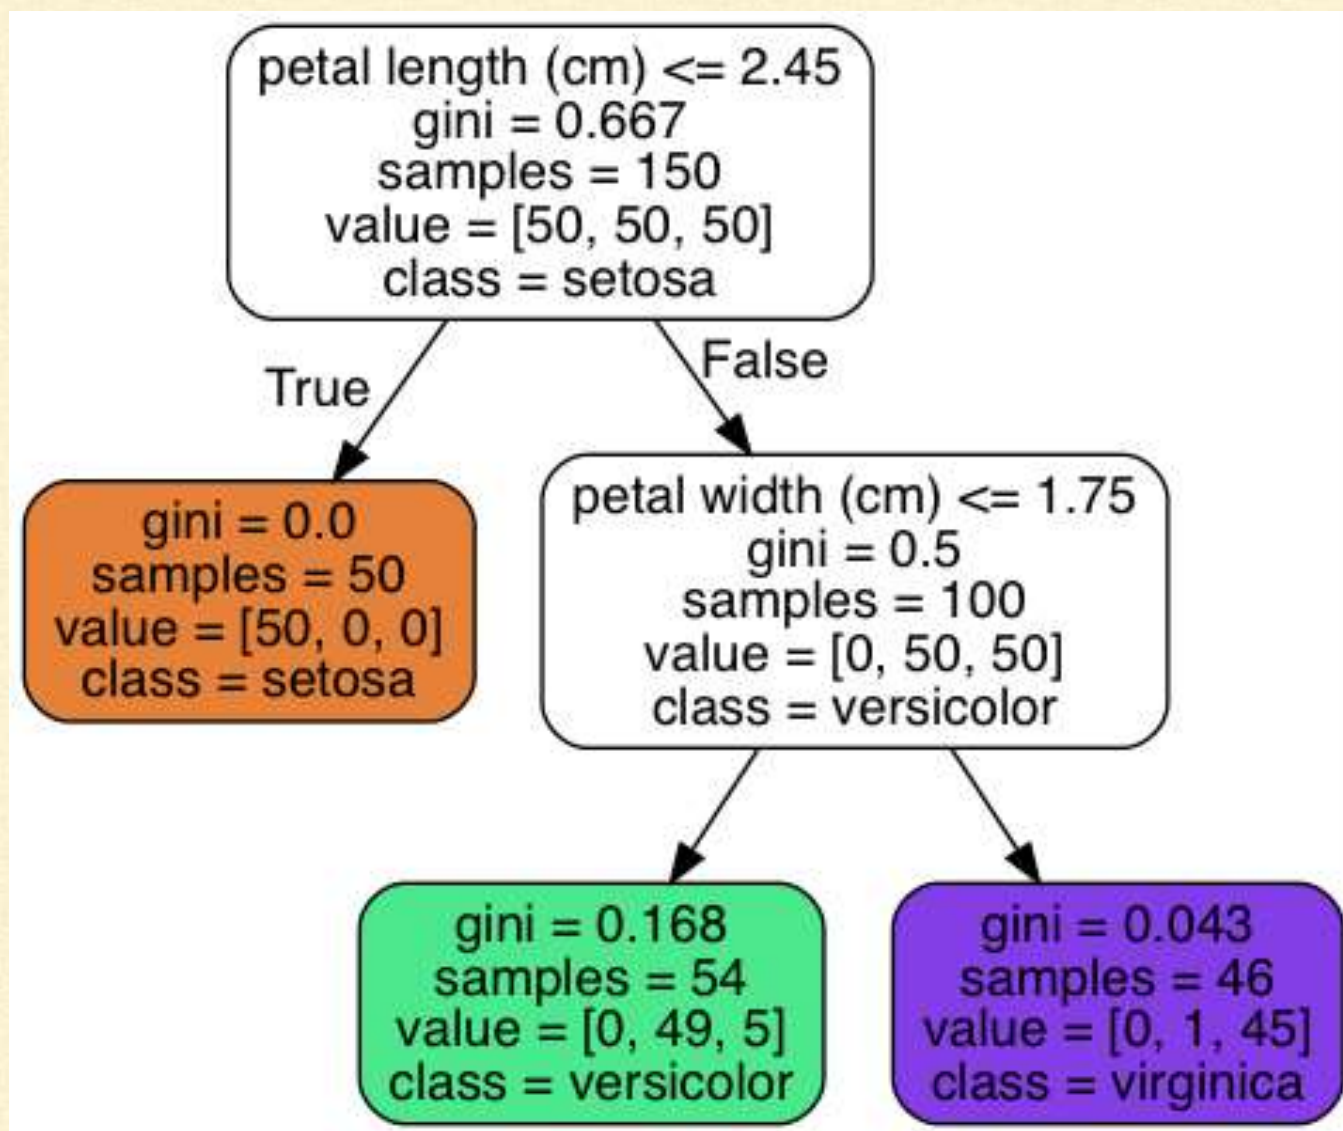 petal length (cm) <= 2.45
gini = 0.667
samples = 150
value = [50, 50, 50]
class = setosa
True
False
gini = 0.0
samples = 50
value = [50, 0, 0]
class = setosa
petal width (cm) <= 1.75
gini = 0.5
samples = 100
value = [0, 50, 50]
class = versicolor
gini = 0.168
samples = 54
value = [0, 49, 5]
class = versicolor
gini = 0.043
samples = 46
value = [0, 1, 45]
class = virginica